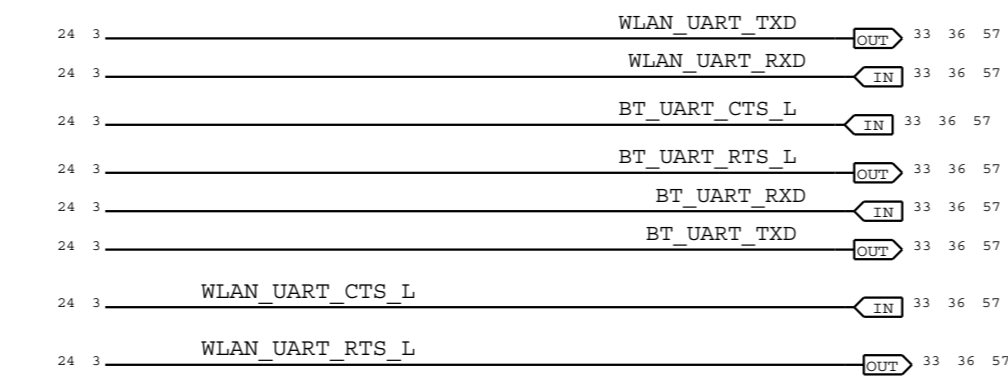 WLAN_UART_TXD
24 3 OUT 33 36 57
WLAN_UART_RXD
24 3 IN 33 36 57
BT_UART_CTS_L
24 3 IN 33 36 57
BT_UART_RTS_L
24 3 OUT 33 36 57
BT_UART_RXD
24 3 IN 33 36 57
BT_UART_TXD
24 3 OUT 33 36 57
WLAN_UART_CTS_L
24 3 IN 33 36 57
WLAN_UART_RTS_L
24 3 OUT 33 36 57